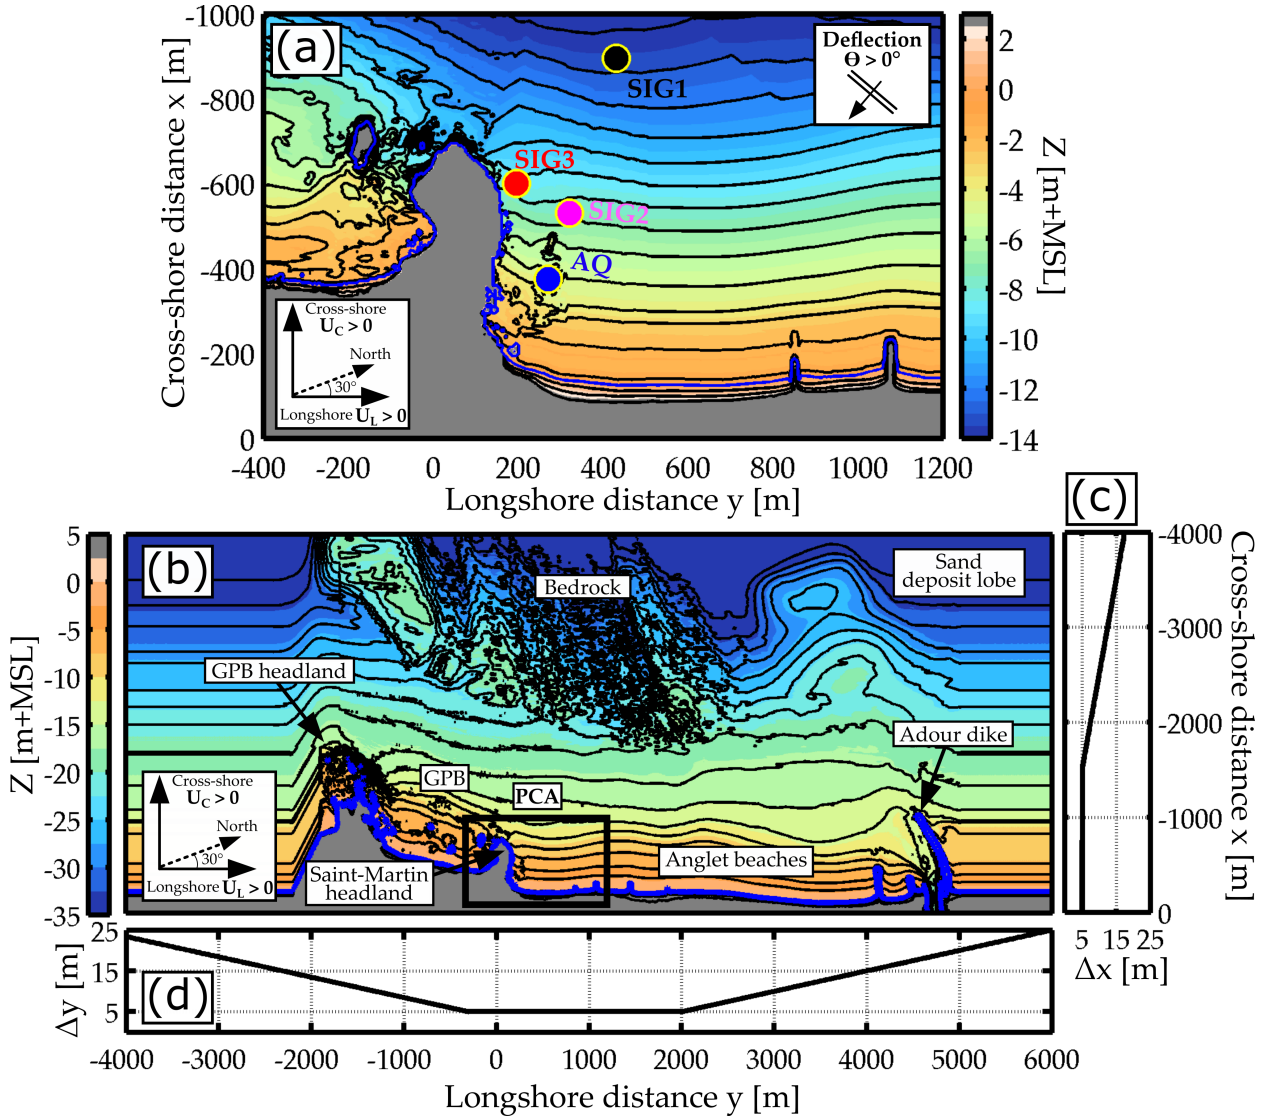 (a)
Cross-shore distance x [m]
-1000
-800
-600
-400
-200
0
-400
-200
0
200
400
600
800
1000
1200
Longshore distance y [m]
SIG1
SIG3
SIG2
AQ
Deflection
Θ > 0°
Cross-shore
U_C > 0
North
30°
Longshore U_L > 0
2
0
-2
-4
-6
-8
-10
-12
-14
Z [m+MSL]
(b)
5
0
-5
-10
-15
-20
-25
-30
-35
Z [m+MSL]
Bedrock
Sand
deposit lobe
GPB headland
GPB
PCA
Adour dike
Anglet beaches
Saint-Martin
headland
Cross-shore
U_C > 0
North
30°
Longshore U_L > 0
(c)
-4000
-3000
-2000
-1000
0
Cross-shore distance x [m]
5 15 25
Δx [m]
(d)
25
15
5
Δy [m]
-4000
-3000
-2000
-1000
0
1000
2000
3000
4000
5000
6000
Longshore distance y [m]